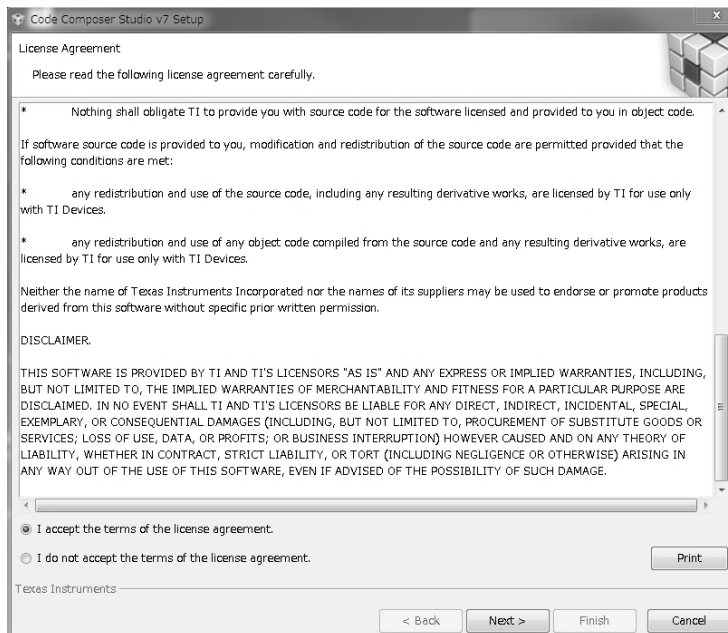 Code Composer Studio v7 Setup
License Agreement
Please read the following license agreement carefully.
* Nothing shall obligate TI to provide you with source code for the software licensed and provided to you in object code.
If software source code is provided to you, modification and redistribution of the source code are permitted provided that the
following conditions are met:
* any redistribution and use of the source code, including any resulting derivative works, are licensed by TI for use only
with TI Devices.
* any redistribution and use of any object code compiled from the source code and any resulting derivative works, are
licensed by TI for use only with TI Devices.
Neither the name of Texas Instruments Incorporated nor the names of its suppliers may be used to endorse or promote products
derived from this software without specific prior written permission.
DISCLAIMER.
THIS SOFTWARE IS PROVIDED BY TI AND TI'S LICENSORS "AS IS" AND ANY EXPRESS OR IMPLIED WARRANTIES, INCLUDING,
BUT NOT LIMITED TO, THE IMPLIED WARRANTIES OF MERCHANTABILITY AND FITNESS FOR A PARTICULAR PURPOSE ARE
DISCLAIMED. IN NO EVENT SHALL TI AND TI'S LICENSORS BE LIABLE FOR ANY DIRECT, INDIRECT, INCIDENTAL, SPECIAL,
EXEMPLARY, OR CONSEQUENTIAL DAMAGES (INCLUDING, BUT NOT LIMITED TO, PROCUREMENT OF SUBSTITUTE GOODS OR
SERVICES; LOSS OF USE, DATA, OR PROFITS; OR BUSINESS INTERRUPTION) HOWEVER CAUSED AND ON ANY THEORY OF
LIABILITY, WHETHER IN CONTRACT, STRICT LIABILITY, OR TORT (INCLUDING NEGLIGENCE OR OTHERWISE) ARISING IN
ANY WAY OUT OF THE USE OF THIS SOFTWARE, EVEN IF ADVISED OF THE POSSIBILITY OF SUCH DAMAGE.
I accept the terms of the license agreement.
I do not accept the terms of the license agreement.
Print
Texas Instruments
< Back
Next >
Finish
Cancel